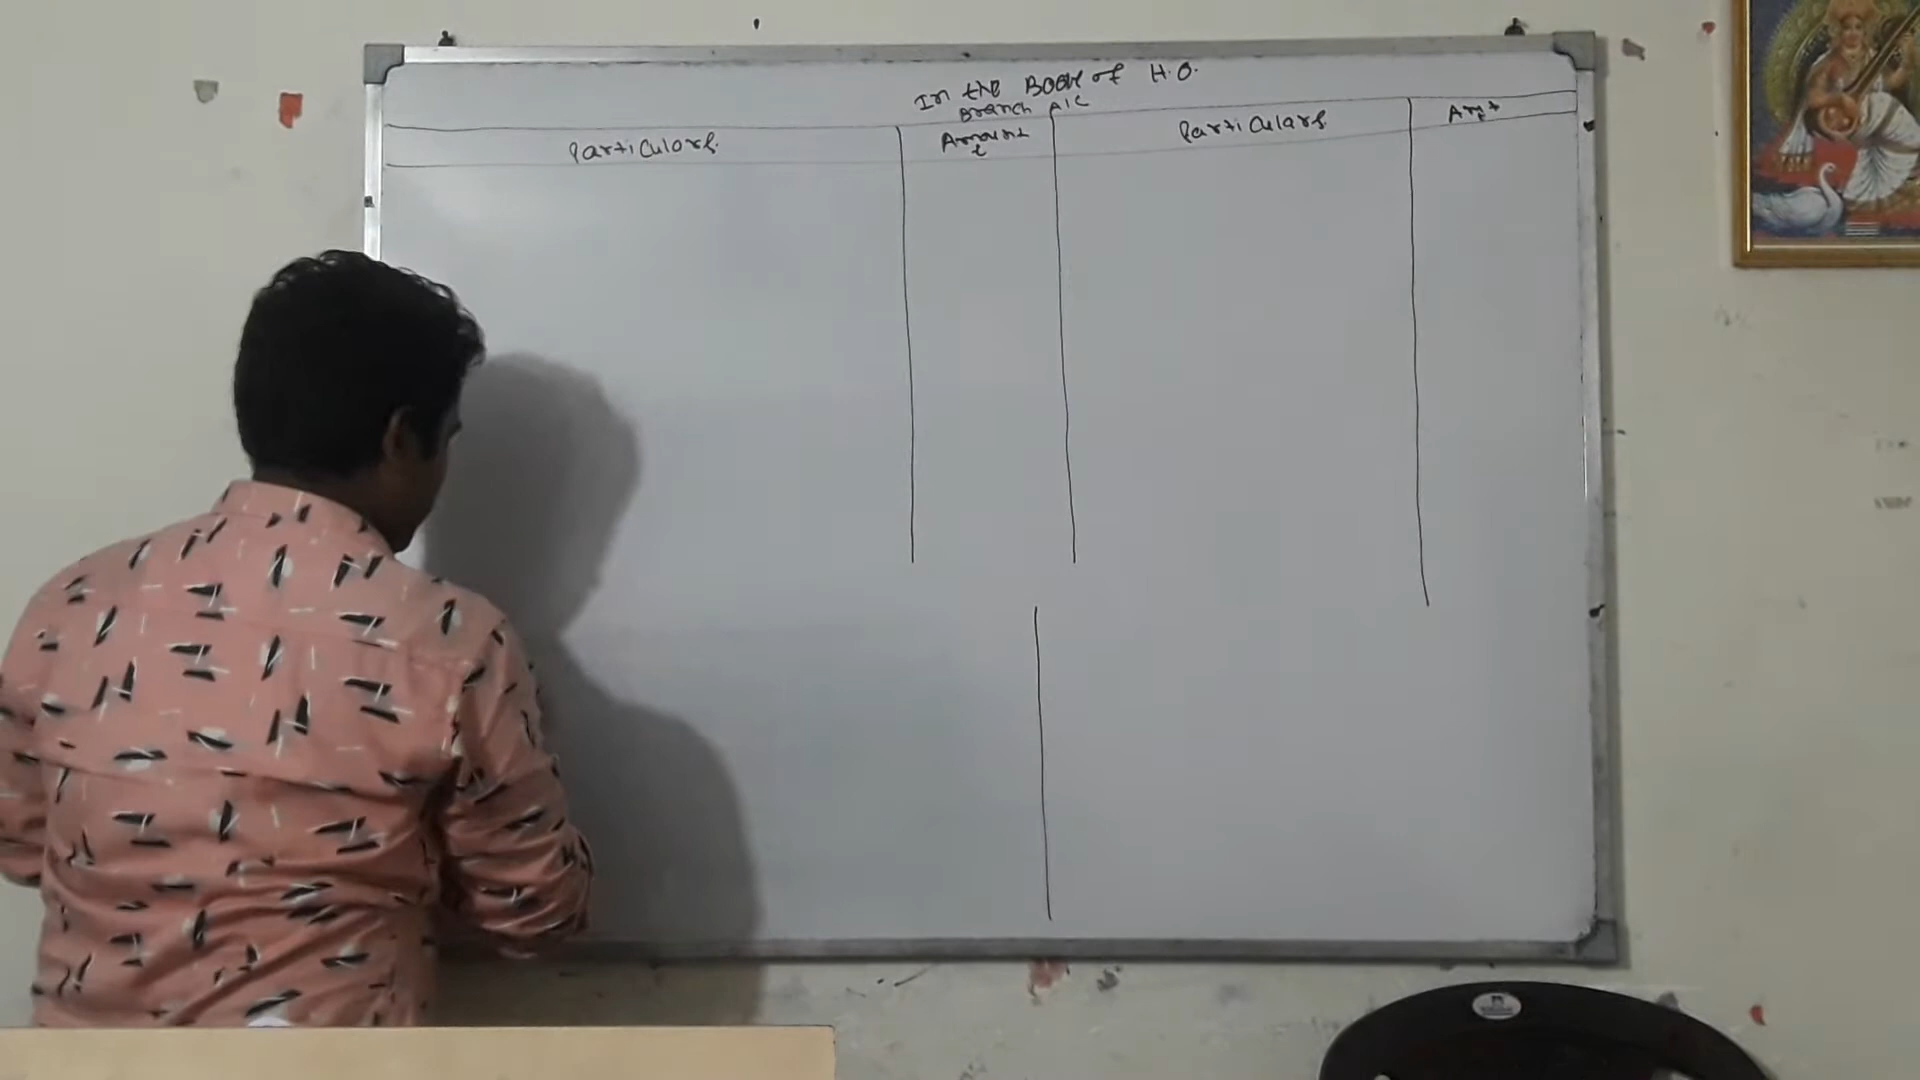 In the Book of H.O.
Branch A/C
Particulars. Amount Particulars Amt